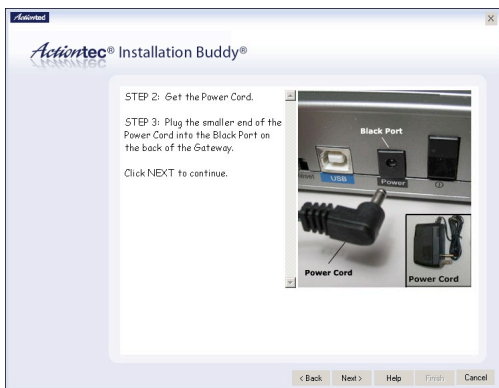 Actiontec
Actiontec® Installation Buddy®
STEP 2: Get the Power Cord.
STEP 3: Plug the smaller end of the
Power Cord into the Black Port on
the back of the Gateway.
Click NEXT to continue.
Black Port
Reset
USB
Power
Power Cord
Power Cord
< Back
Next >
Help
Finish
Cancel